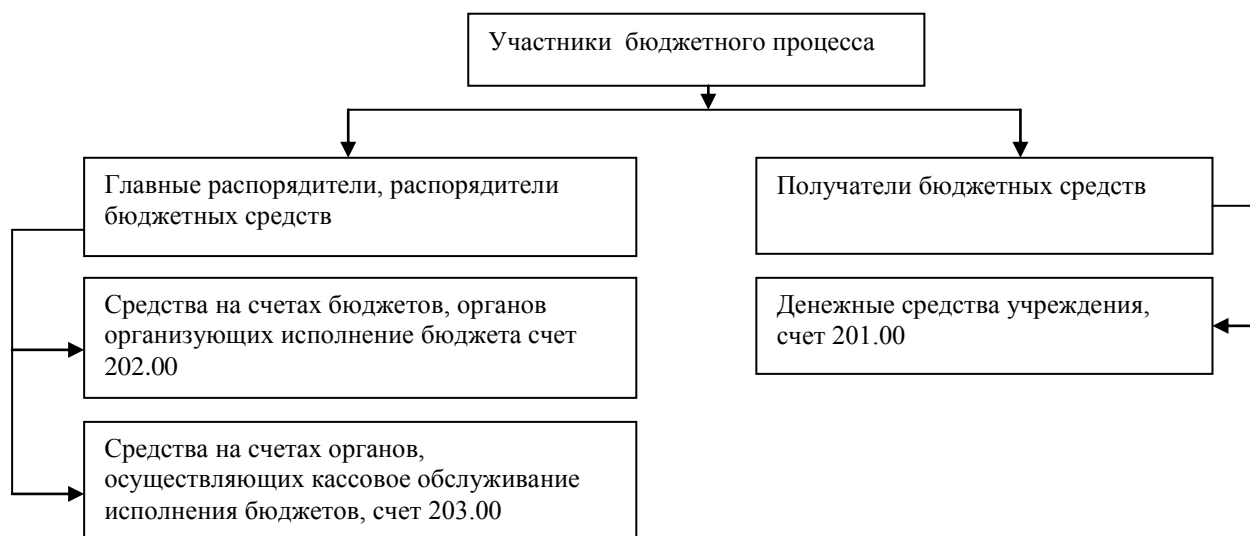 Участники бюджетного процесса
Главные распорядители, распорядители
бюджетных средств
Получатели бюджетных средств
Средства на счетах бюджетов, органов
организующих исполнение бюджета счет
202.00
Денежные средства учреждения,
счет 201.00
Средства на счетах органов,
осуществляющих кассовое обслуживание
исполнения бюджетов, счет 203.00